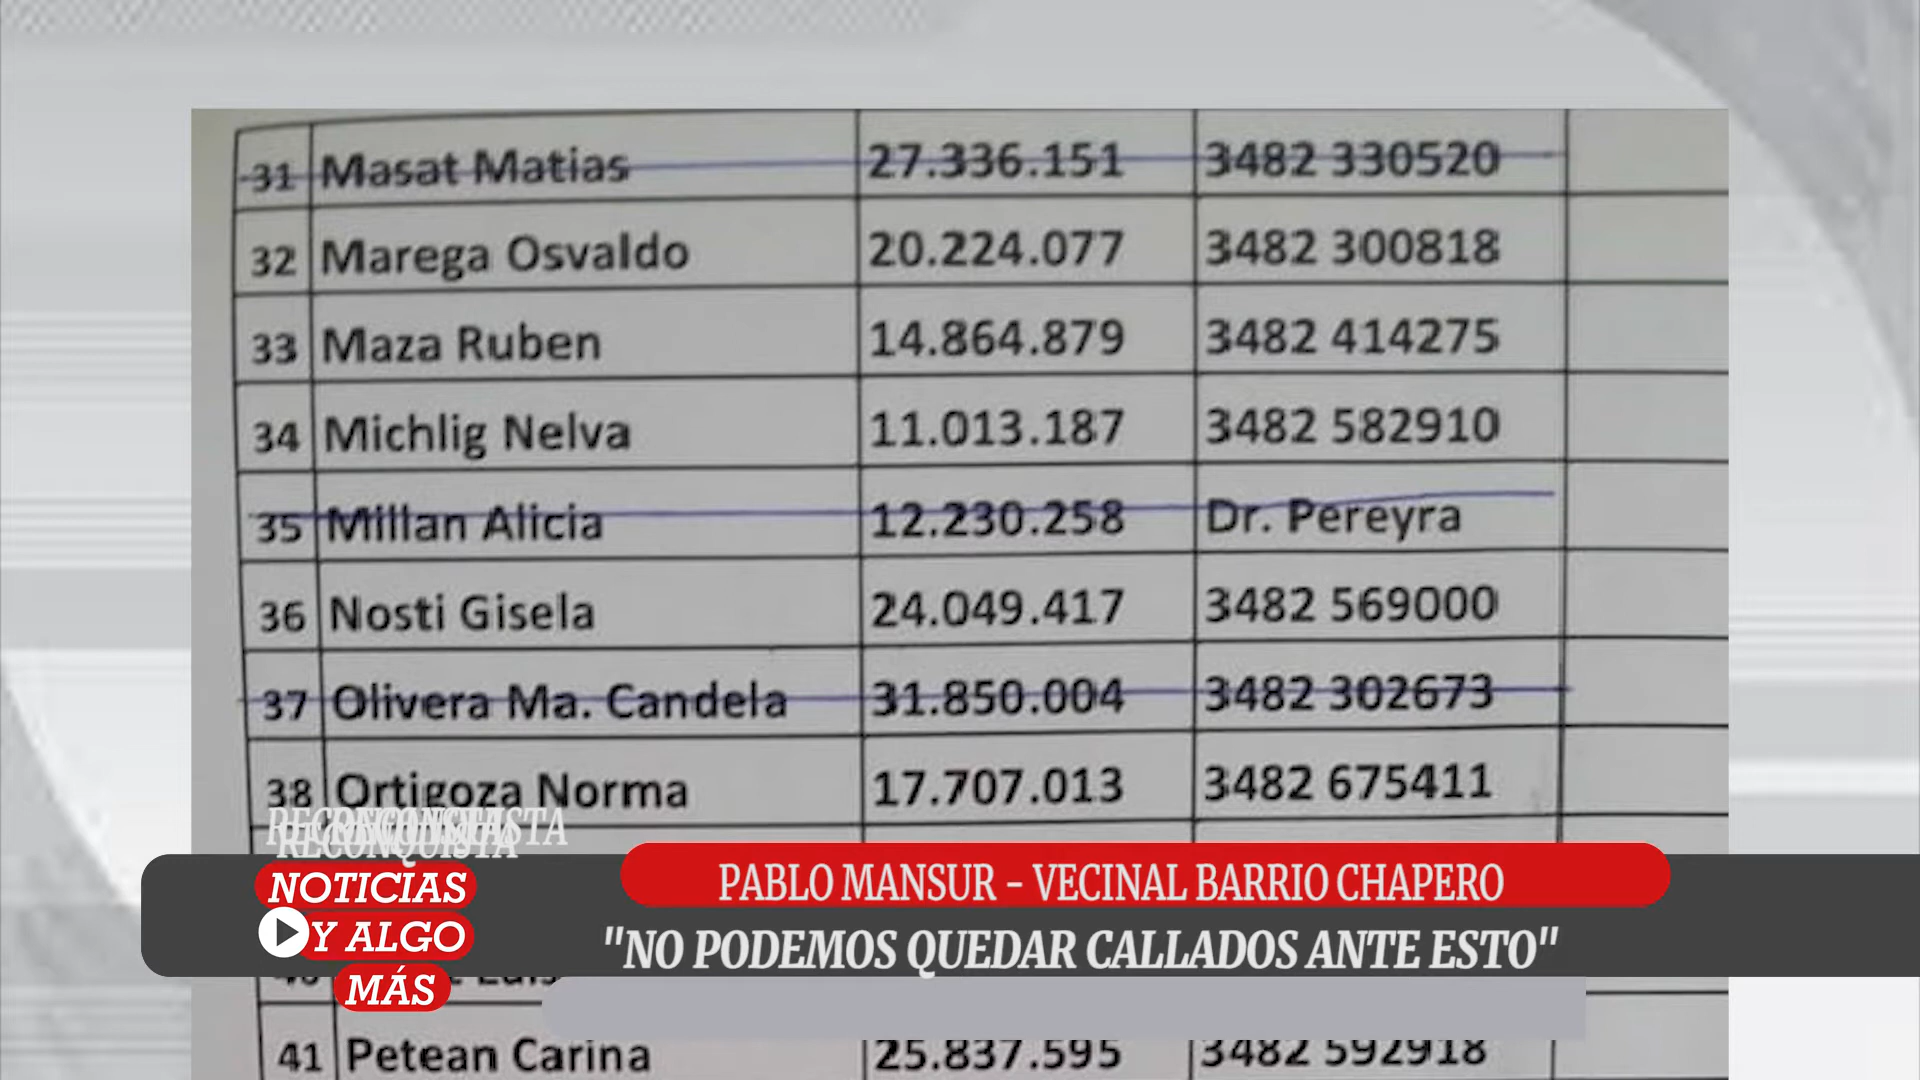 31 Masat Matias 27.336.151 3482 330520
32 Marega Osvaldo 20.224.077 3482 300818
33 Maza Ruben 14.864.879 3482 414275
34 Michlig Nelva 11.013.187 3482 582910
35 Millan Alicia 12.230.258 Dr. Pereyra
36 Nosti Gisela 24.049.417 3482 569000
37 Olivera Ma. Candela 31.850.004 3482 302673
38 Ortigoza Norma 17.707.013 3482 675411
RECONQUISTA
NOTICIAS
Y ALGO
MÁS
PABLO MANSUR - VECINAL BARRIO CHAPERO
"NO PODEMOS QUEDAR CALLADOS ANTE ESTO"
41 Petean Carina 25.837.595 3482 592918